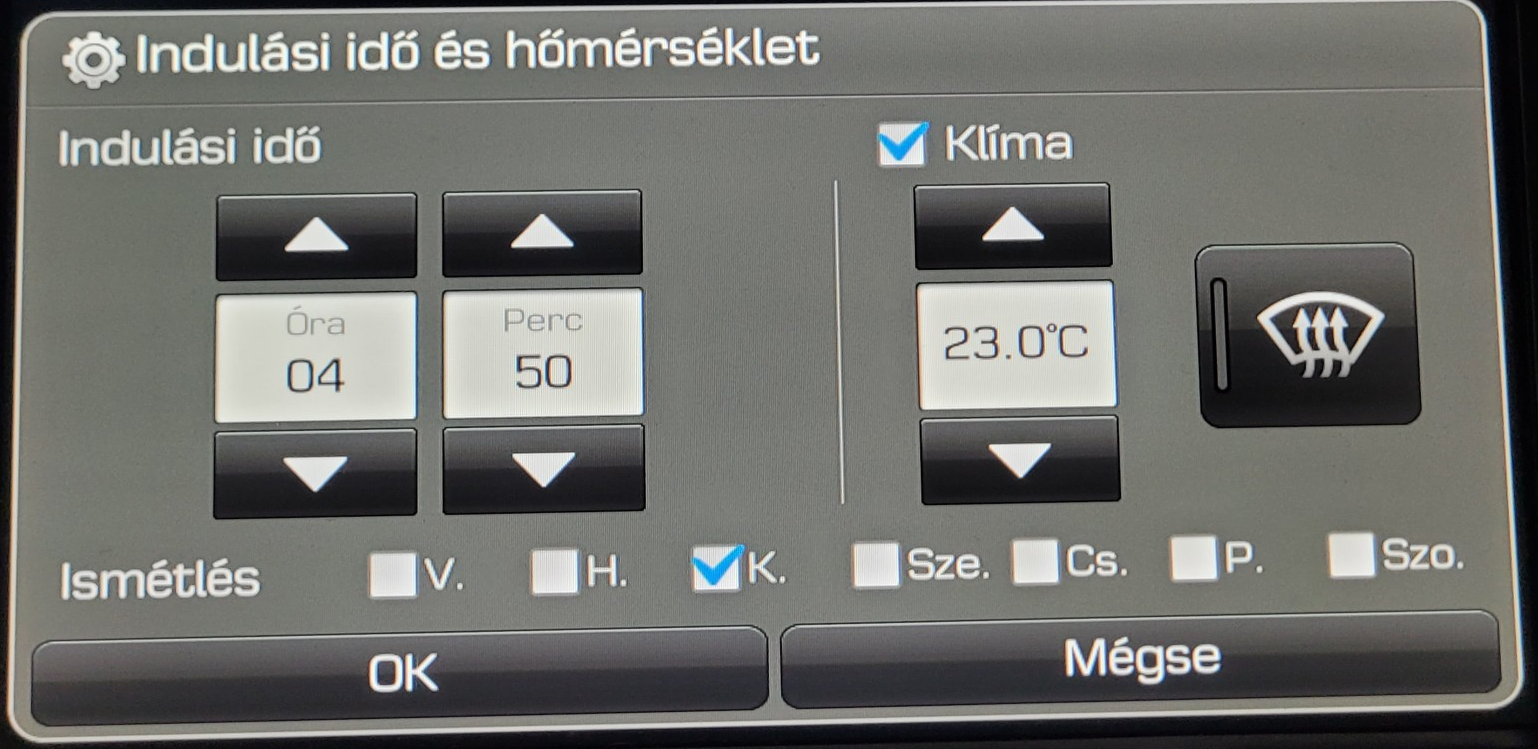 Indulási idő és hőmérséklet
Indulási idő
Klíma
Óra
Perc
04
50
23.0°C
Ismétlés V. H. K. Sze. Cs. P. Szo.
OK
Mégse